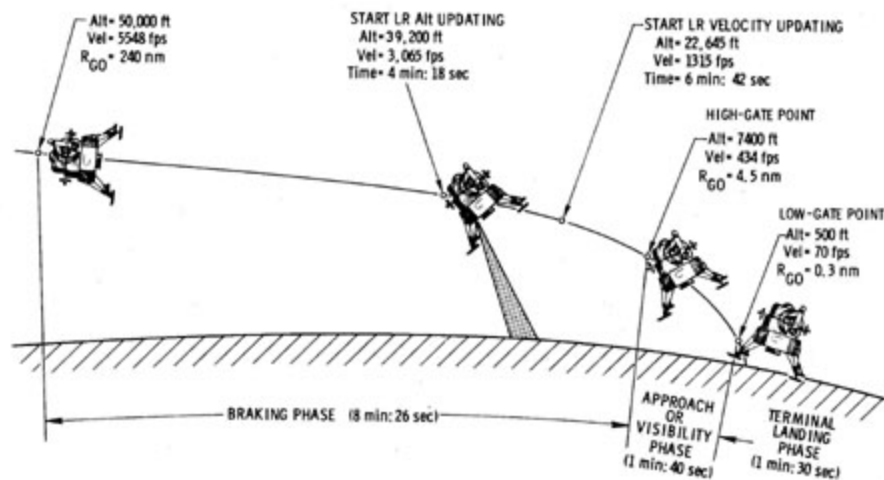 Alt= 50,000 ft
Vel= 5548 fps
RGO= 240 nm
START LR Alt UPDATING
Alt= 39,200 ft
Vel= 3,065 fps
Time= 4 min: 18 sec
START LR VELOCITY UPDATING
Alt= 22,645 ft
Vel= 1315 fps
Time= 6 min: 42 sec
HIGH-GATE POINT
Alt= 7400 ft
Vel= 434 fps
RGO= 4.5 nm
LOW-GATE POINT
Alt= 500 ft
Vel= 70 fps
RGO= 0.3 nm
BRAKING PHASE (8 min: 26 sec)
APPROACH
OR
VISIBILITY
PHASE
(1 min: 40 sec)
TERMINAL
LANDING
PHASE
(1 min: 30 sec)